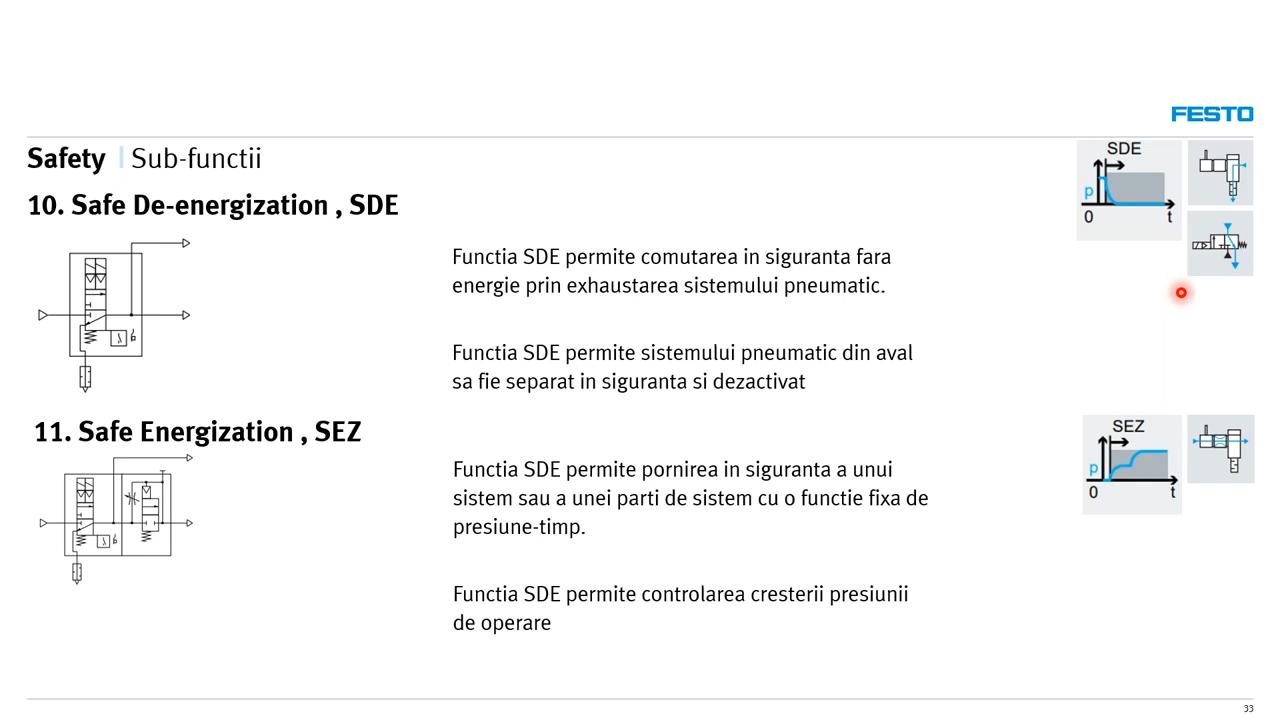 FESTO
Safety | Sub-functii
10. Safe De-energization , SDE
Functia SDE permite comutarea in siguranta fara
energie prin exhaustarea sistemului pneumatic.
Functia SDE permite sistemului pneumatic din aval
sa fie separat in siguranta si dezactivat
SDE
p
0
t
11. Safe Energization , SEZ
Functia SDE permite pornirea in siguranta a unui
sistem sau a unei parti de sistem cu o functie fixa de
presiune-timp.
Functia SDE permite controlarea cresterii presiunii
de operare
SEZ
p
0
t
33